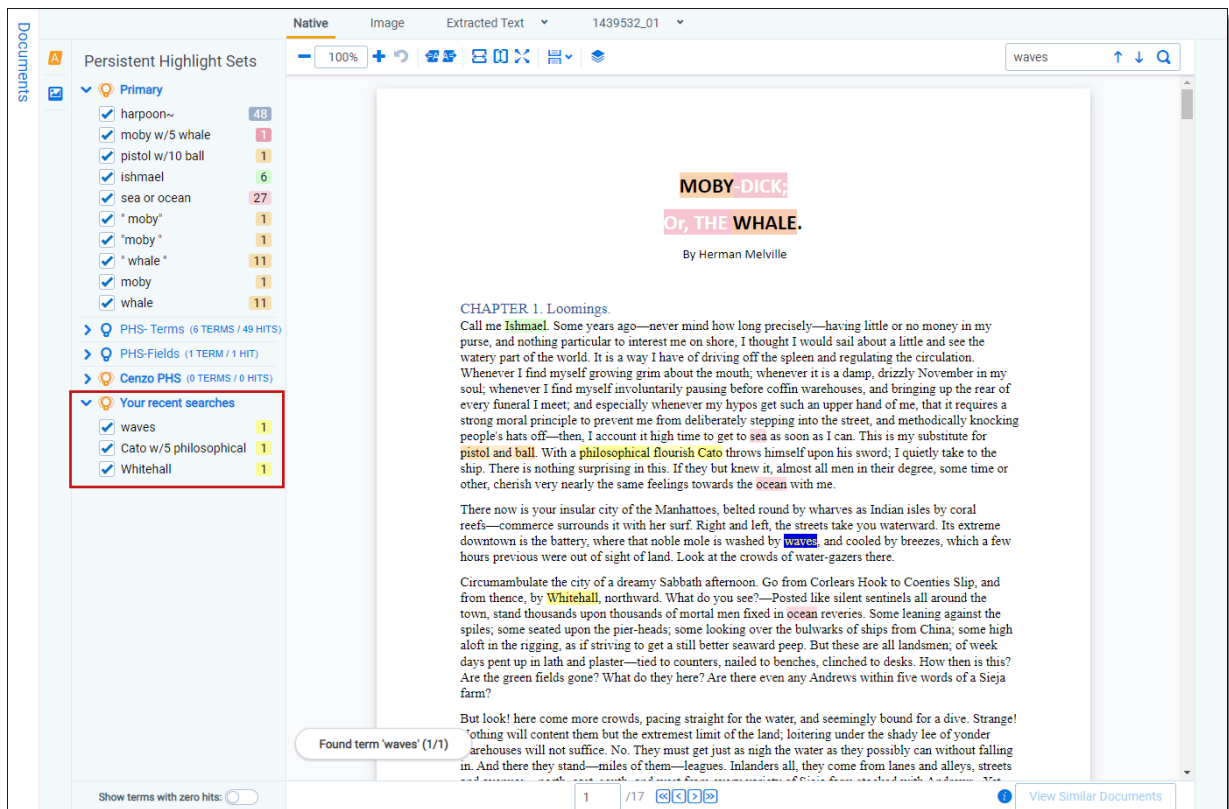 Documents
Native Image Extracted Text 1439532_01
A
Persistent Highlight Sets
100%
waves
Primary
harpoon~ 48
moby w/5 whale 1
pistol w/10 ball 1
ishmael 6
sea or ocean 27
" moby" 1
"moby " 1
" whale " 11
moby 1
whale 11
PHS- Terms (6 TERMS / 49 HITS)
PHS-Fields (1 TERM / 1 HIT)
Cenzo PHS (0 TERMS / 0 HITS)
Your recent searches
waves 1
Cato w/5 philosophical 1
Whitehall 1
Show terms with zero hits:
MOBY-DICK;
Or, THE WHALE.
By Herman Melville
CHAPTER 1. Loomings.
Call me Ishmael. Some years ago—never mind how long precisely—having little or no money in my
purse, and nothing particular to interest me on shore, I thought I would sail about a little and see the
watery part of the world. It is a way I have of driving off the spleen and regulating the circulation.
Whenever I find myself growing grim about the mouth; whenever it is a damp, drizzly November in my
soul; whenever I find myself involuntarily pausing before coffin warehouses, and bringing up the rear of
every funeral I meet; and especially whenever my hypos get such an upper hand of me, that it requires a
strong moral principle to prevent me from deliberately stepping into the street, and methodically knocking
people's hats off—then, I account it high time to get to sea as soon as I can. This is my substitute for
pistol and ball. With a philosophical flourish Cato throws himself upon his sword; I quietly take to the
ship. There is nothing surprising in this. If they but knew it, almost all men in their degree, some time or
other, cherish very nearly the same feelings towards the ocean with me.
There now is your insular city of the Manhattoes, belted round by wharves as Indian isles by coral
reefs—commerce surrounds it with her surf. Right and left, the streets take you waterward. Its extreme
downtown is the battery, where that noble mole is washed by waves, and cooled by breezes, which a few
hours previous were out of sight of land. Look at the crowds of water-gazers there.
Circumambulate the city of a dreamy Sabbath afternoon. Go from Corlears Hook to Coenties Slip, and
from thence, by Whitehall, northward. What do you see?—Posted like silent sentinels all around the
town, stand thousands upon thousands of mortal men fixed in ocean reveries. Some leaning against the
spiles; some seated upon the pier-heads; some looking over the bulwarks of ships from China; some high
aloft in the rigging, as if striving to get a still better seaward peep. But these are all landsmen; of week
days pent up in lath and plaster—tied to counters, nailed to benches, clinched to desks. How then is this?
Are the green fields gone? What do they here? Are there even any Andrews within five words of a Sieja
farm?
But look! here come more crowds, pacing straight for the water, and seemingly bound for a dive. Strange!
Nothing will content them but the extremest limit of the land; loitering under the shady lee of yonder
warehouses will not suffice. No. They must get just as nigh the water as they possibly can without falling
in. And there they stand—miles of them—leagues. Inlanders all, they come from lanes and alleys, streets
Found term 'waves' (1/1)
1 /17
View Similar Documents